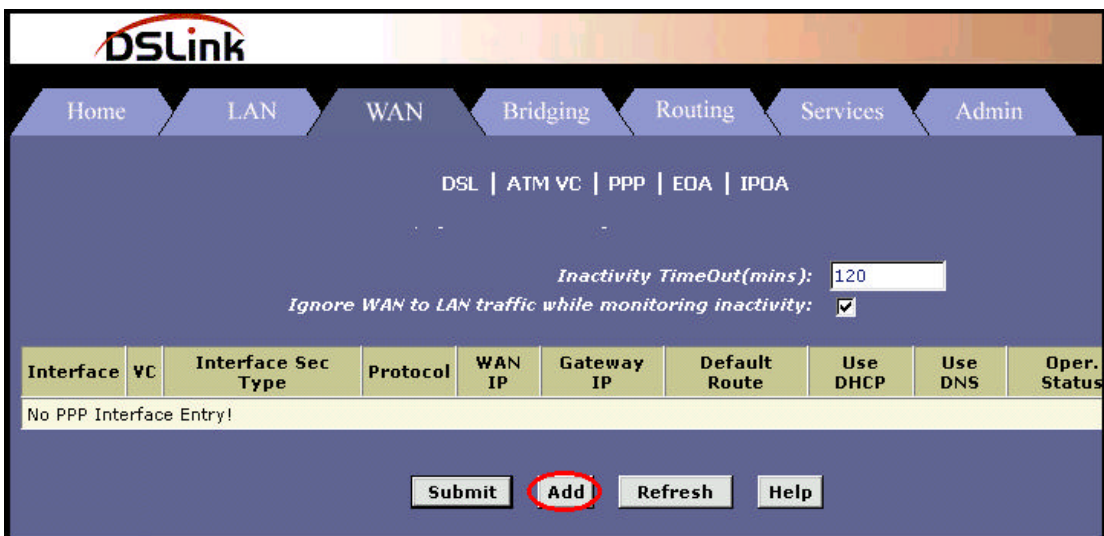 DSLink
Home LAN WAN Bridging Routing Services Admin
DSL | ATM VC | PPP | EOA | IPOA
Inactivity TimeOut(mins): 120
Ignore WAN to LAN traffic while monitoring inactivity:
Interface VC Interface Sec Type Protocol WAN IP Gateway IP Default Route Use DHCP Use DNS Oper. Status
No PPP Interface Entry!
Submit Add Refresh Help